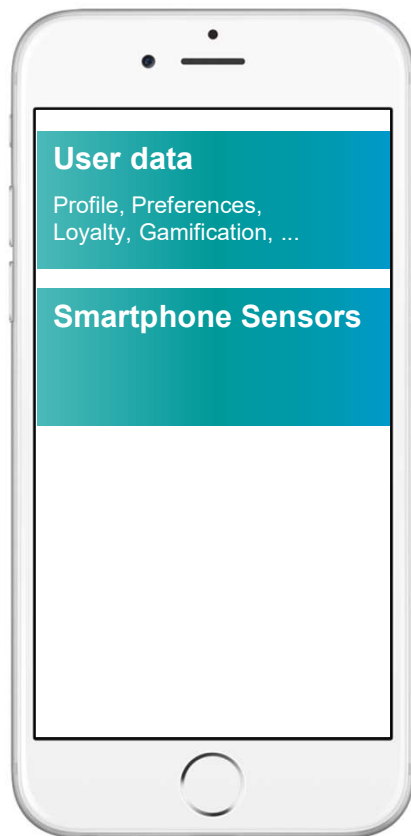 User data
Profile, Preferences,
Loyalty, Gamification, ...
Smartphone Sensors